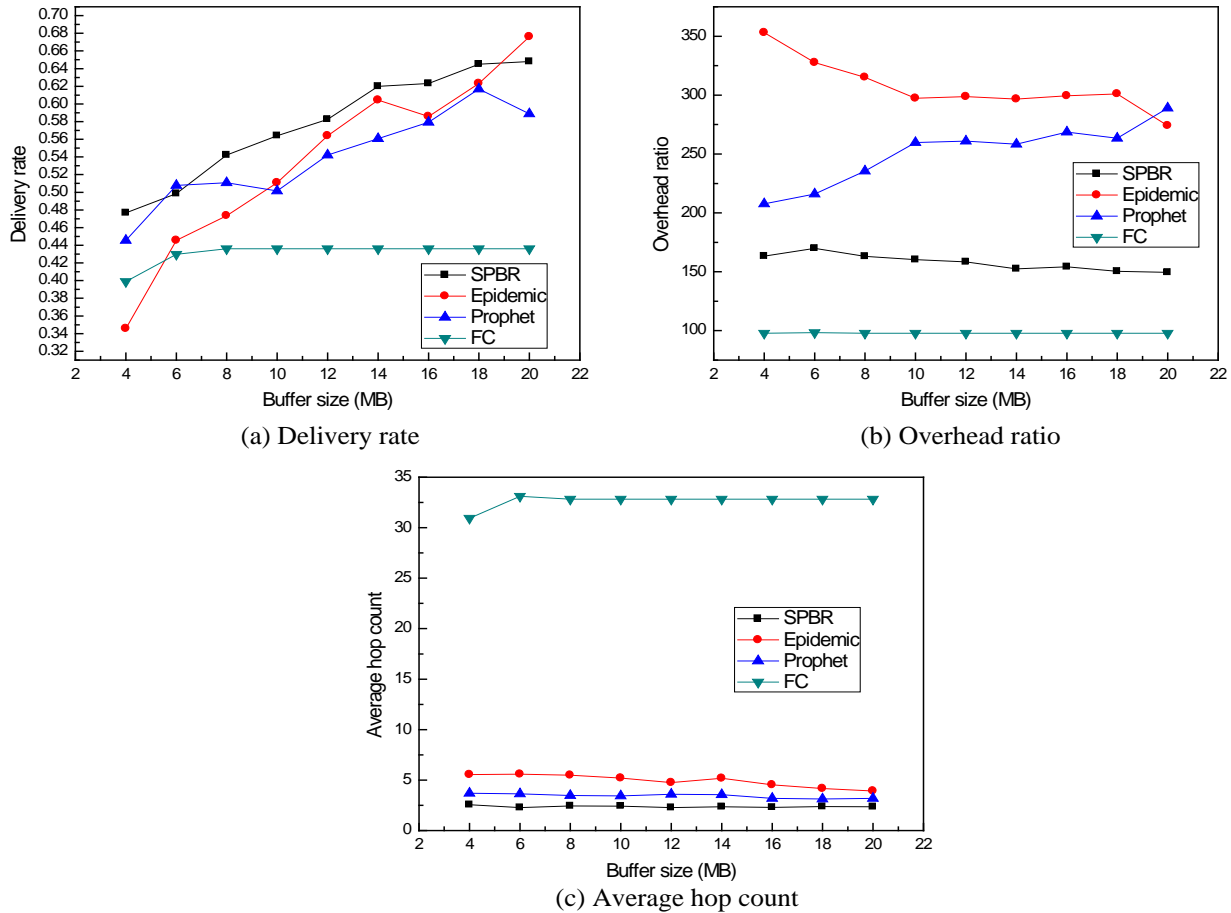 0.70
0.68
0.66
0.64
0.62
0.60
0.58
0.56
0.54
0.52
0.50
0.48
0.46
0.44
0.42
0.40
0.38
0.36
0.34
0.32
Delivery rate
SPBR
Epidemic
Prophet
FC
2 4 6 8 10 12 14 16 18 20 22
Buffer size (MB)
(a) Delivery rate
350
300
250
200
150
100
Overhead ratio
SPBR
Epidemic
Prophet
FC
2 4 6 8 10 12 14 16 18 20 22
Buffer size (MB)
(b) Overhead ratio
35
30
25
20
15
10
5
0
Average hop count
SPBR
Epidemic
Prophet
FC
2 4 6 8 10 12 14 16 18 20 22
Buffer size (MB)
(c) Average hop count